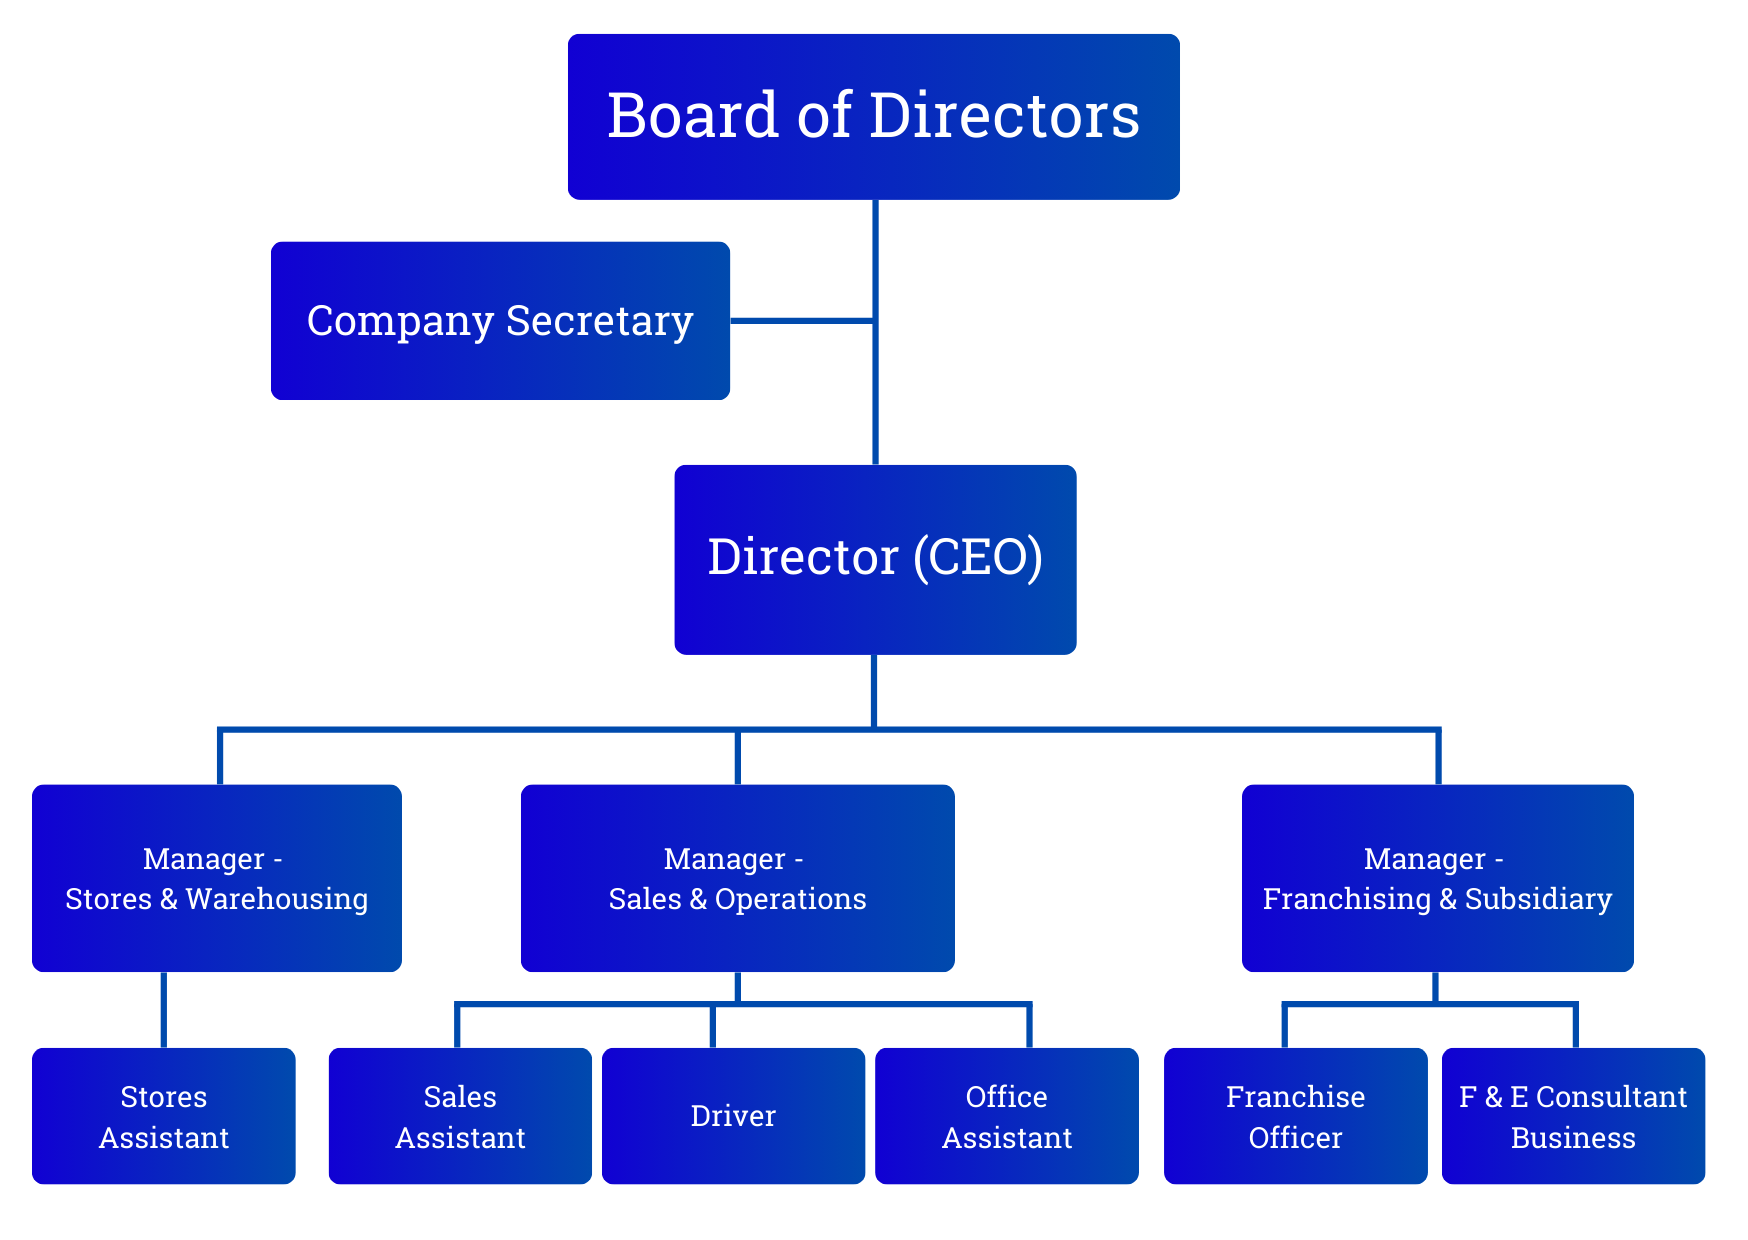 Board of Directors
Company Secretary
Director (CEO)
Manager -
Stores & Warehousing
Manager -
Sales & Operations
Manager -
Franchising & Subsidiary
Stores
Assistant
Sales
Assistant
Driver
Office
Assistant
Franchise
Officer
F & E Consultant
Business